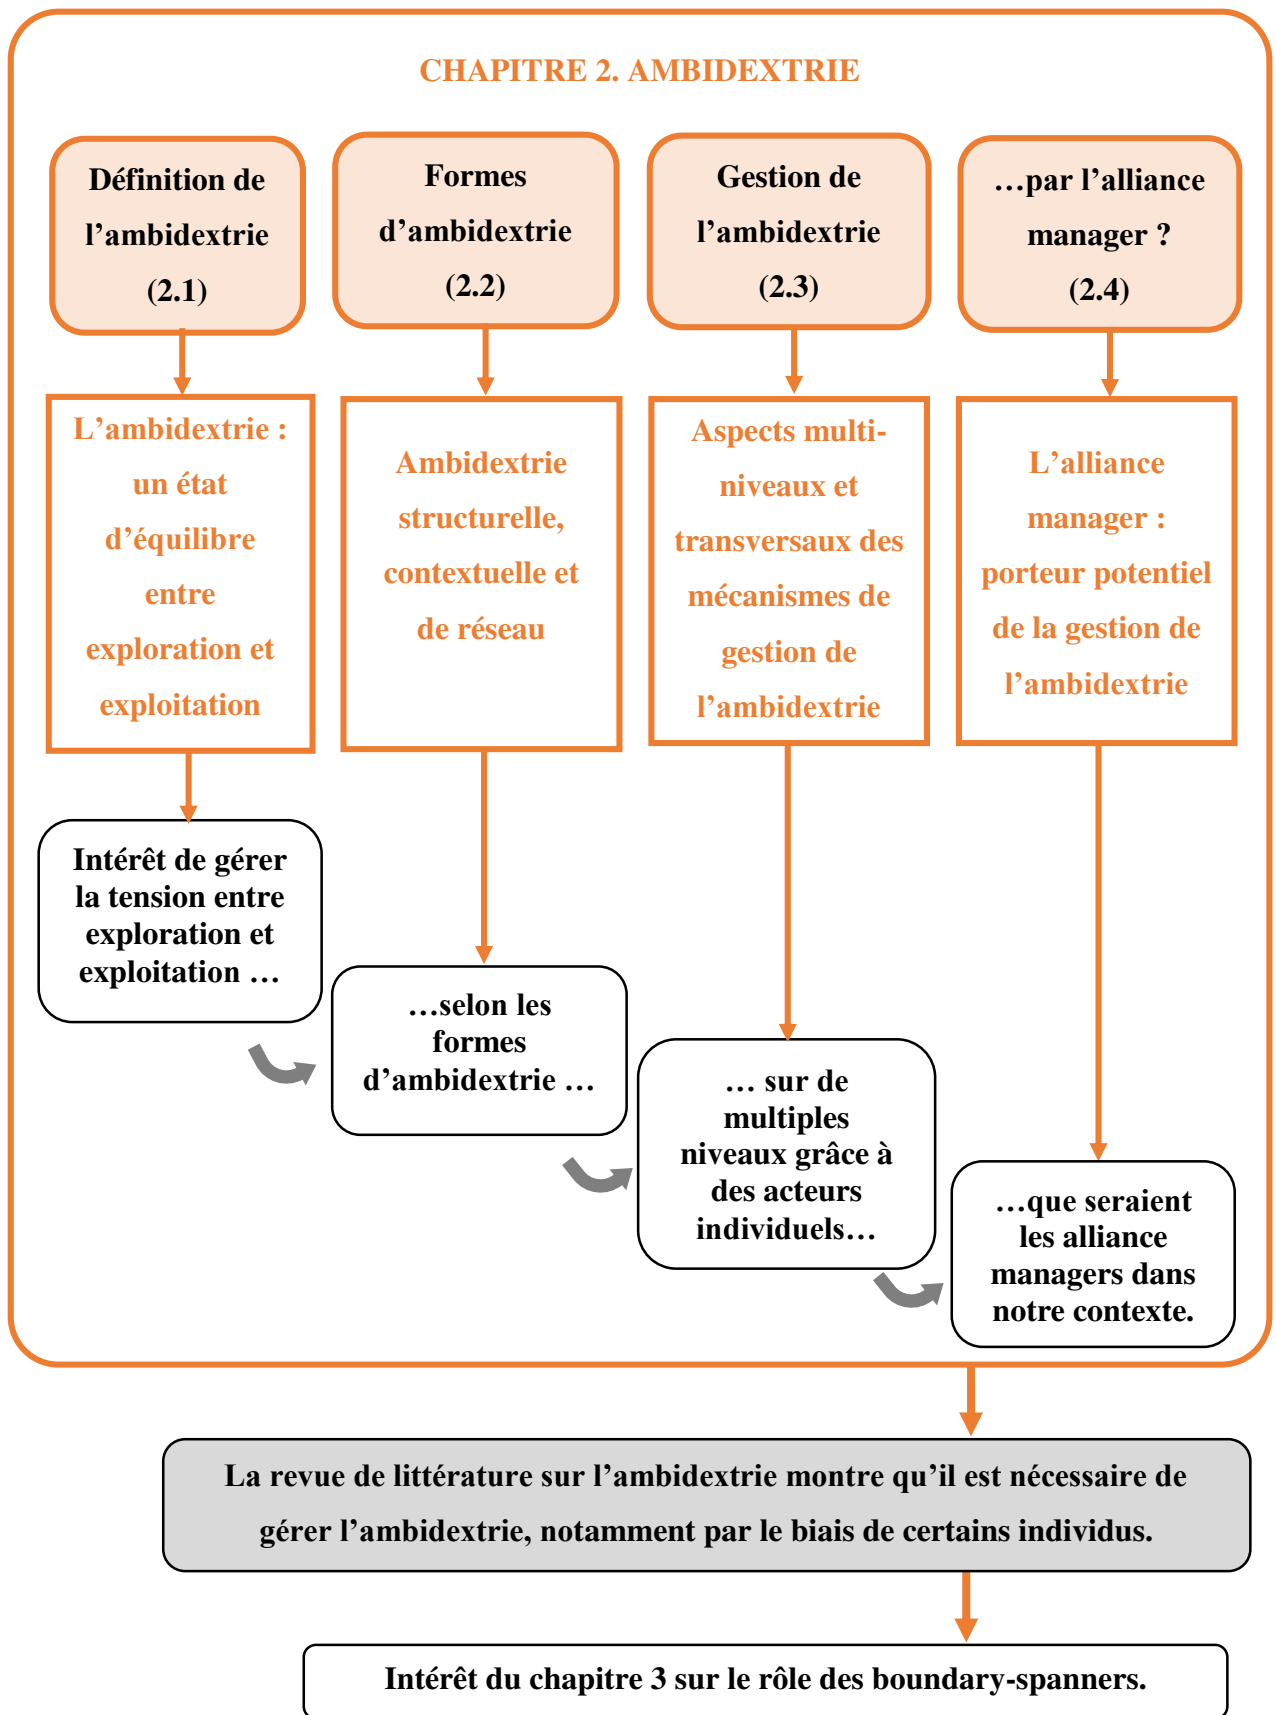 CHAPITRE 2. AMBIDEXTRIE
Définition de
l’ambidextrie
(2.1)
Formes
d’ambidextrie
(2.2)
Gestion de
l’ambidextrie
(2.3)
…par l’alliance
manager ?
(2.4)
L’ambidextrie :
un état
d’équilibre
entre
exploration et
exploitation
Ambidextrie
structurelle,
contextuelle et
de réseau
Aspects multi-
niveaux et
transversaux des
mécanismes de
gestion de
l’ambidextrie
L’alliance
manager :
porteur potentiel
de la gestion de
l’ambidextrie
Intérêt de gérer
la tension entre
exploration et
exploitation …
…selon les
formes
d’ambidextrie …
… sur de
multiples
niveaux grâce à
des acteurs
individuels…
…que seraient
les alliance
managers dans
notre contexte.
La revue de littérature sur l’ambidextrie montre qu’il est nécessaire de
gérer l’ambidextrie, notamment par le biais de certains individus.
Intérêt du chapitre 3 sur le rôle des boundary-spanners.